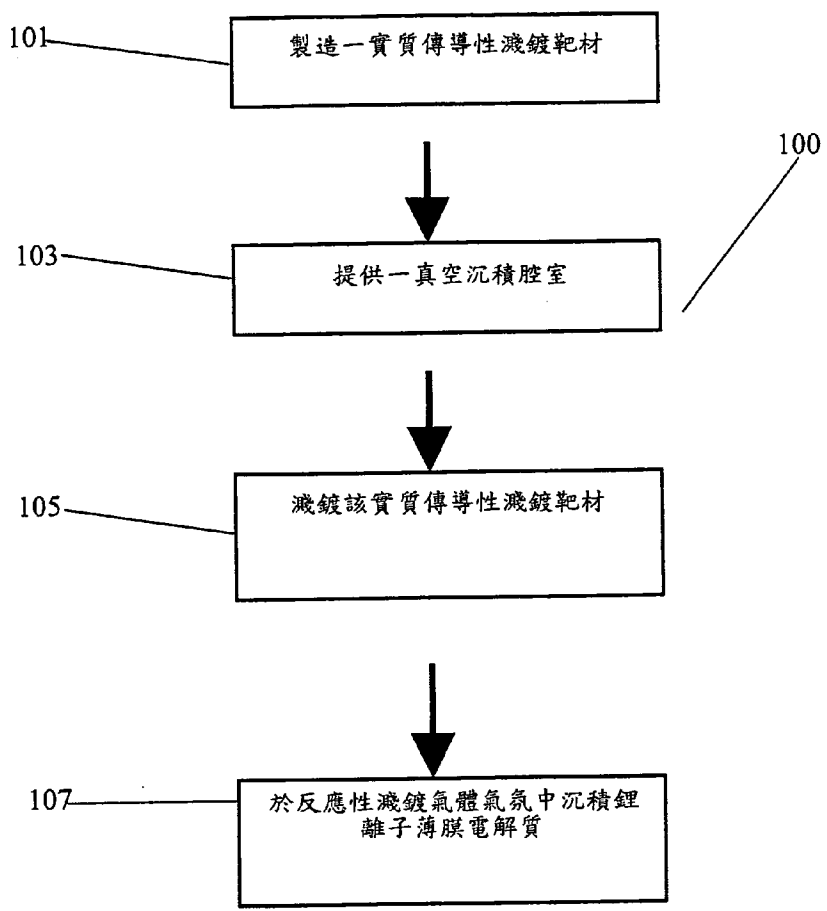 101
製造一實質傳導性濺鍍靶材
100
103
提供一真空沉積腔室
105
濺鍍該實質傳導性濺鍍靶材
107
於反應性濺鍍氣體氣氛中沉積鋰
離子薄膜電解質